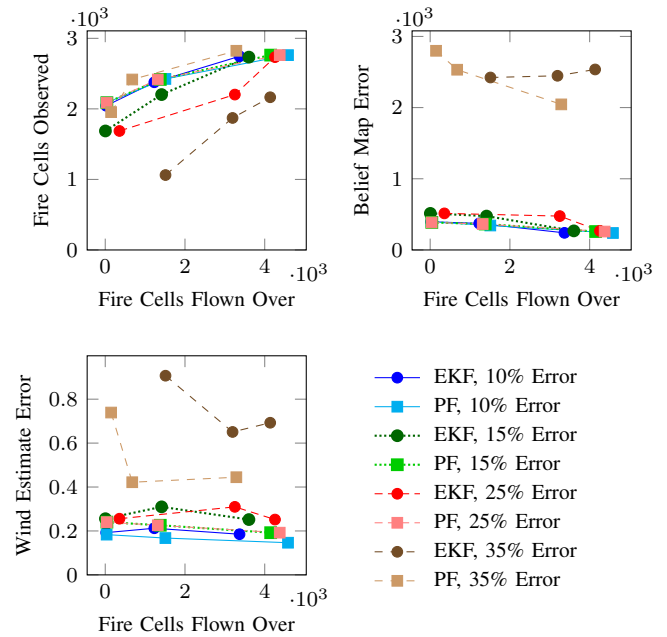 ·10³
3
2
1
0
Fire Cells Observed
0 2 4
·10³
Fire Cells Flown Over
·10³
3
2
1
0
Belief Map Error
0 2 4
·10³
Fire Cells Flown Over
0.8
0.6
0.4
0.2
0
Wind Estimate Error
0 2 4
·10³
Fire Cells Flown Over
EKF, 10% Error
PF, 10% Error
EKF, 15% Error
PF, 15% Error
EKF, 25% Error
PF, 25% Error
EKF, 35% Error
PF, 35% Error